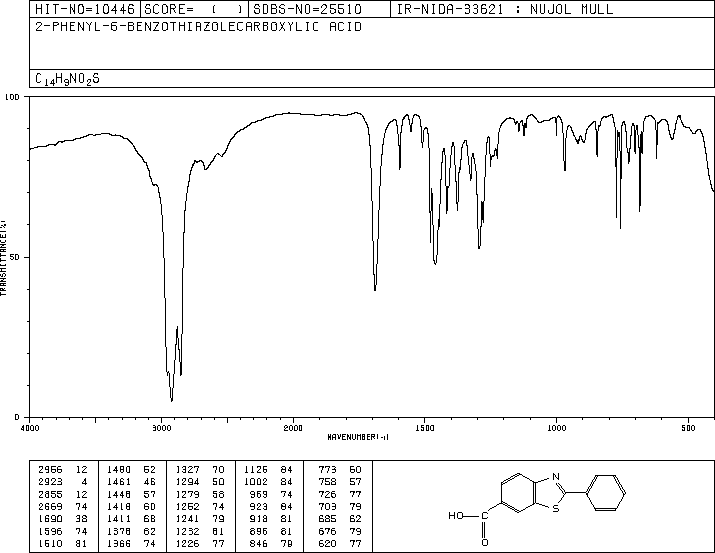 HIT-NO=10446 SCORE= ( ) SDBS-NO=25510 IR-NIDA-33621 : NUJOL MULL
2-PHENYL-6-BENZOTHIAZOLECARBOXYLIC ACID
C14H9NO2S
100
50
0
TRANSMITTANCE(%)
4000 3000 2000 1500 1000 500
WAVENUMBER(-1)
2956 12 1480 52 1327 70 1126 84 773 60
2923 4 1461 46 1294 50 1002 84 758 57
2855 12 1448 57 1279 58 969 74 726 77
2669 74 1418 60 1252 74 923 84 703 79
1690 38 1411 68 1241 79 918 81 685 62
1596 74 1378 62 1232 81 896 81 676 79
1510 81 1366 74 1226 77 846 79 620 77
N
HO C
S
O